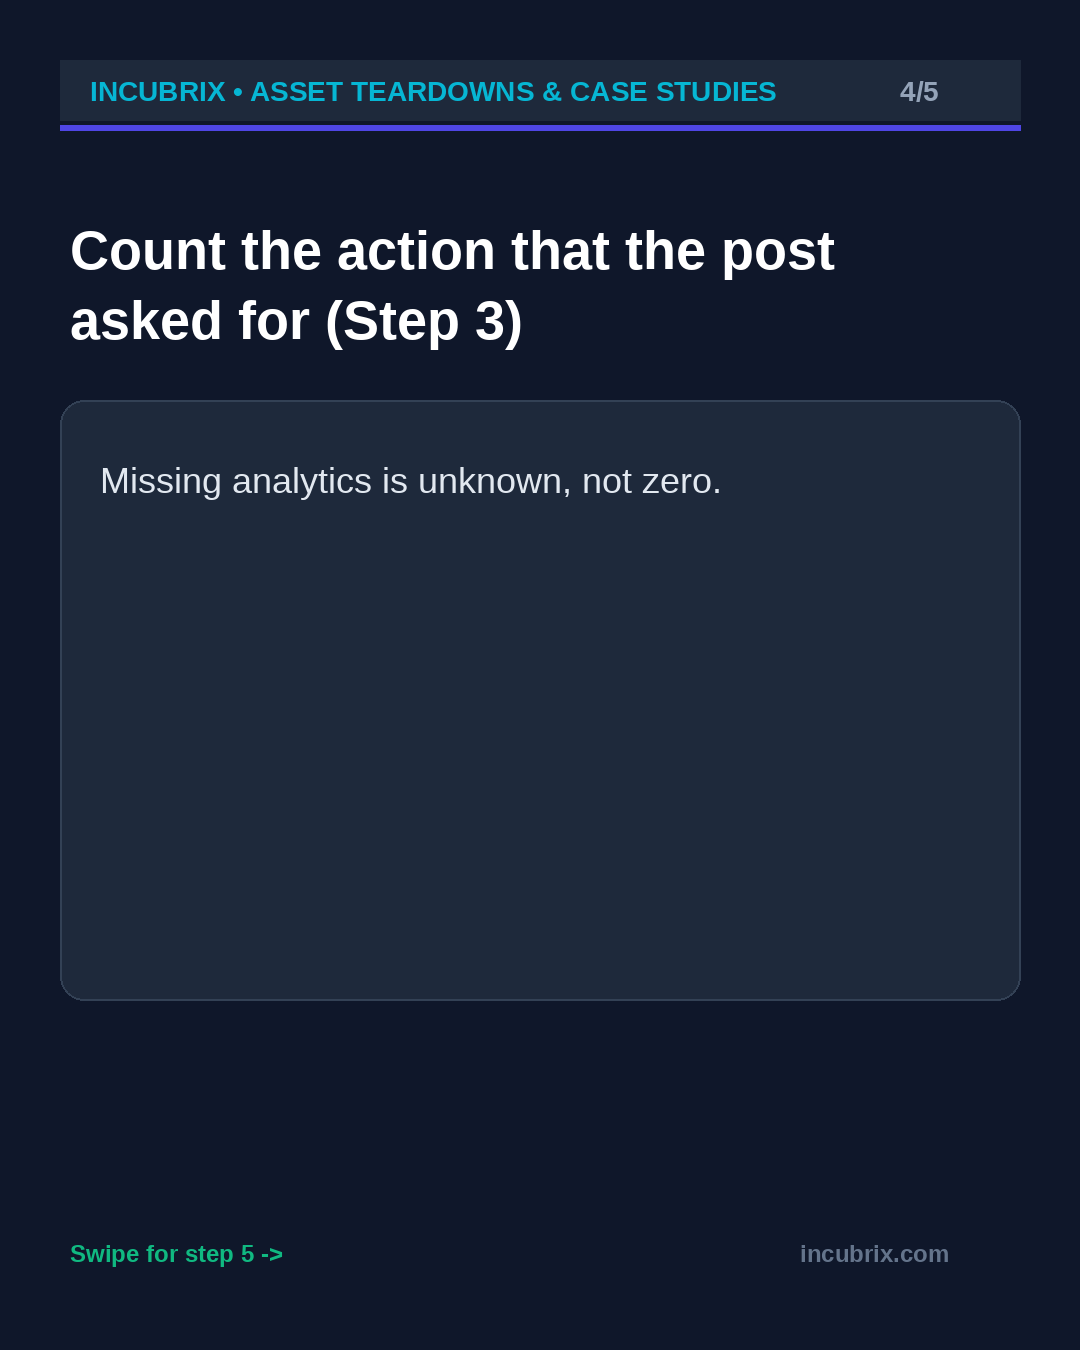 INCUBRIX • ASSET TEARDOWNS & CASE STUDIES 4/5
Count the action that the post
asked for (Step 3)
Missing analytics is unknown, not zero.
Swipe for step 5 -> incubrix.com